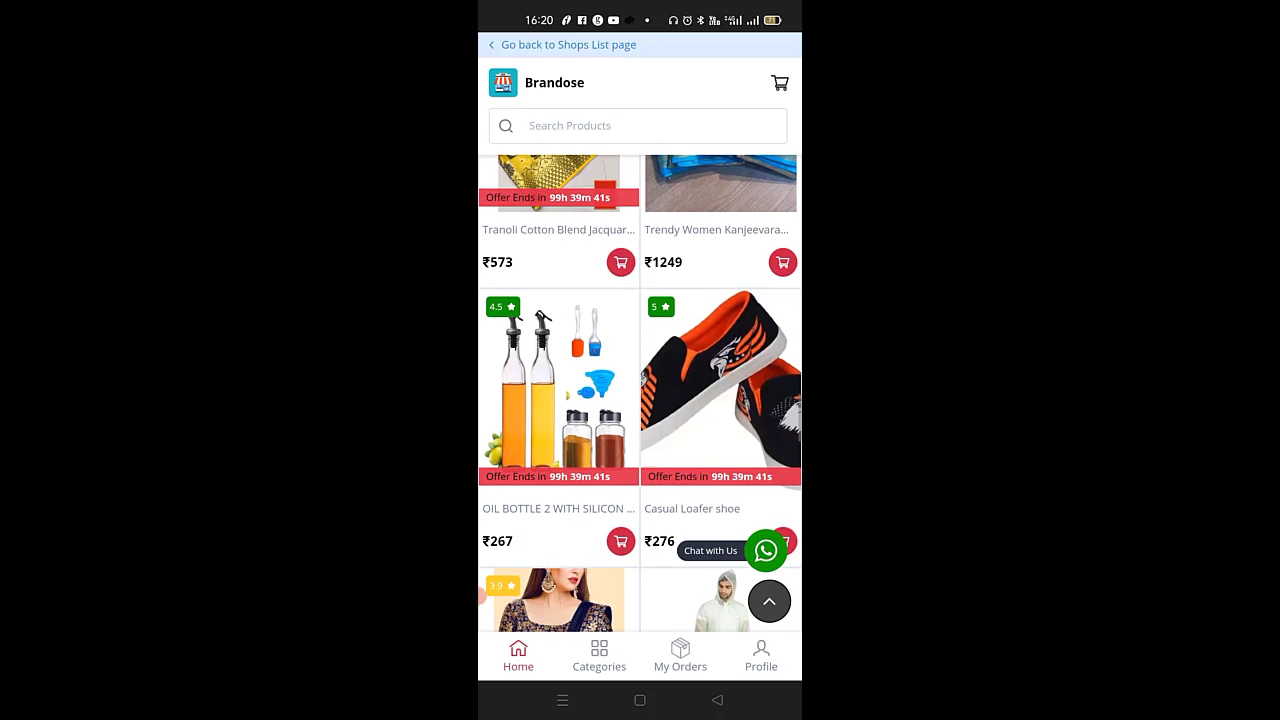 16:20
Go back to Shops List page
Brandose
Search Products
Offer Ends in 99h 39m 41s
Tranoli Cotton Blend Jacquar...
Trendy Women Kanjeevara...
₹573
₹1249
4.5
5
Offer Ends in 99h 39m 41s
Offer Ends in 99h 39m 41s
OIL BOTTLE 2 WITH SILICON ...
Casual Loafer shoe
₹267
₹276
Chat with Us
3.9
Home
Categories
My Orders
Profile